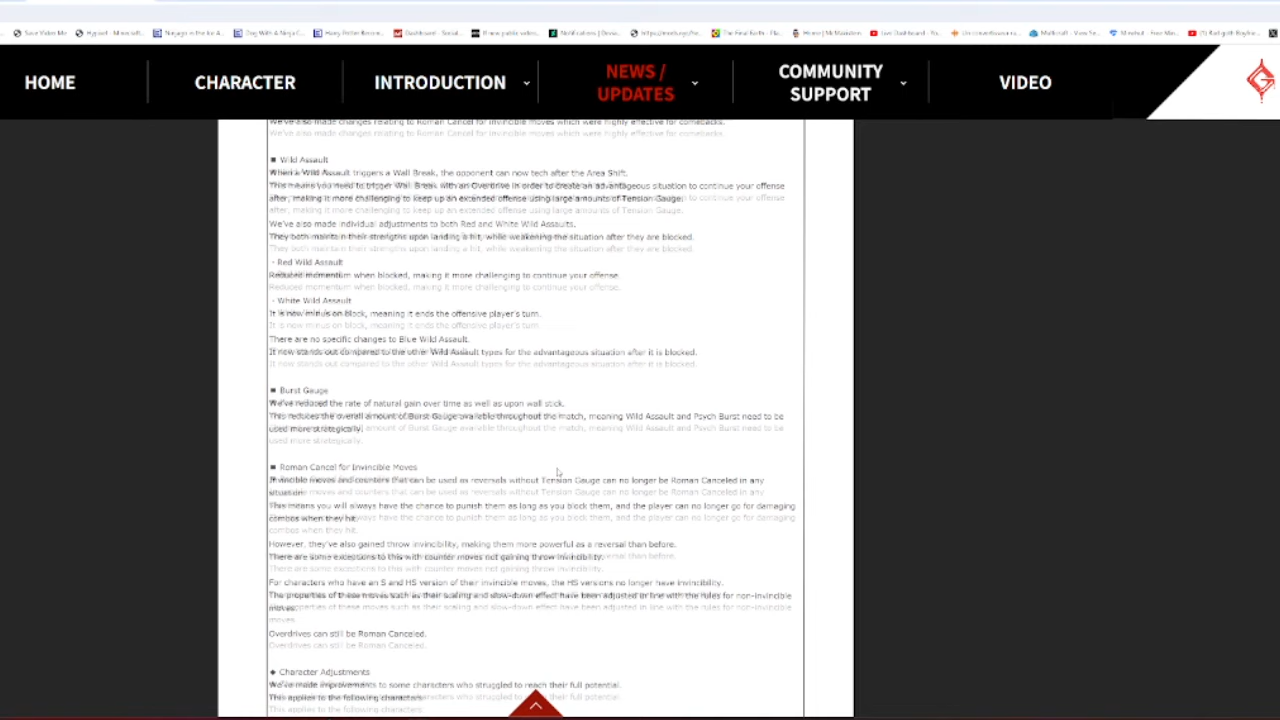 Save Video Me
Ninjago in the Ice A...
Dog With A Ninja C...
Dashboard - Social...
HOME
CHARACTER
INTRODUCTION
NEWS / UPDATES
COMMUNITY SUPPORT
VIDEO
We've also made changes relating to Roman Cancel for invincible moves which were highly effective for comebacks.
■ Wild Assault
When a Wild Assault triggers a Wall Break, the opponent can now tech after the Area Shift.
This means you need to trigger Wall Break with an Overdrive in order to create an advantageous situation to continue your offense
after, making it more challenging to keep up an extended offense using large amounts of Tension Gauge.
We've also made individual adjustments to both Red and White Wild Assaults.
They both maintain their strengths upon landing a hit, while weakening the situation after they are blocked.
・Red Wild Assault
Reduced momentum when blocked, making it more challenging to continue your offense.
・White Wild Assault
It is now minus on block, meaning it ends the offensive player's turn.
There are no specific changes to Blue Wild Assault.
It now stands out compared to the other Wild Assault types for the advantageous situation after it is blocked.
■ Burst Gauge
We've reduced the rate of natural gain over time as well as upon wall stick.
This reduces the overall amount of Burst Gauge available throughout the match, meaning Wild Assault and Psych Burst need to be
used more strategically.
■ Roman Cancel for Invincible Moves
Invincible moves and counters that can be used as reversals without Tension Gauge can no longer be Roman Canceled in any
situation.
This means you will always have the chance to punish them as long as you block them, and the player can no longer go for damaging
combos when they hit.
However, they've also gained throw invincibility, making them more powerful as a reversal than before.
There are some exceptions to this with counter moves not gaining throw invincibility.
For characters who have an S and HS version of their invincible moves, the HS versions no longer have invincibility.
The properties of these moves such as their scaling and slow-down effect have been adjusted in line with the rules for non-invincible
moves.
Overdrives can still be Roman Canceled.
◆ Character Adjustments
We've made improvements to some characters who struggled to reach their full potential.
This applies to the following characters: